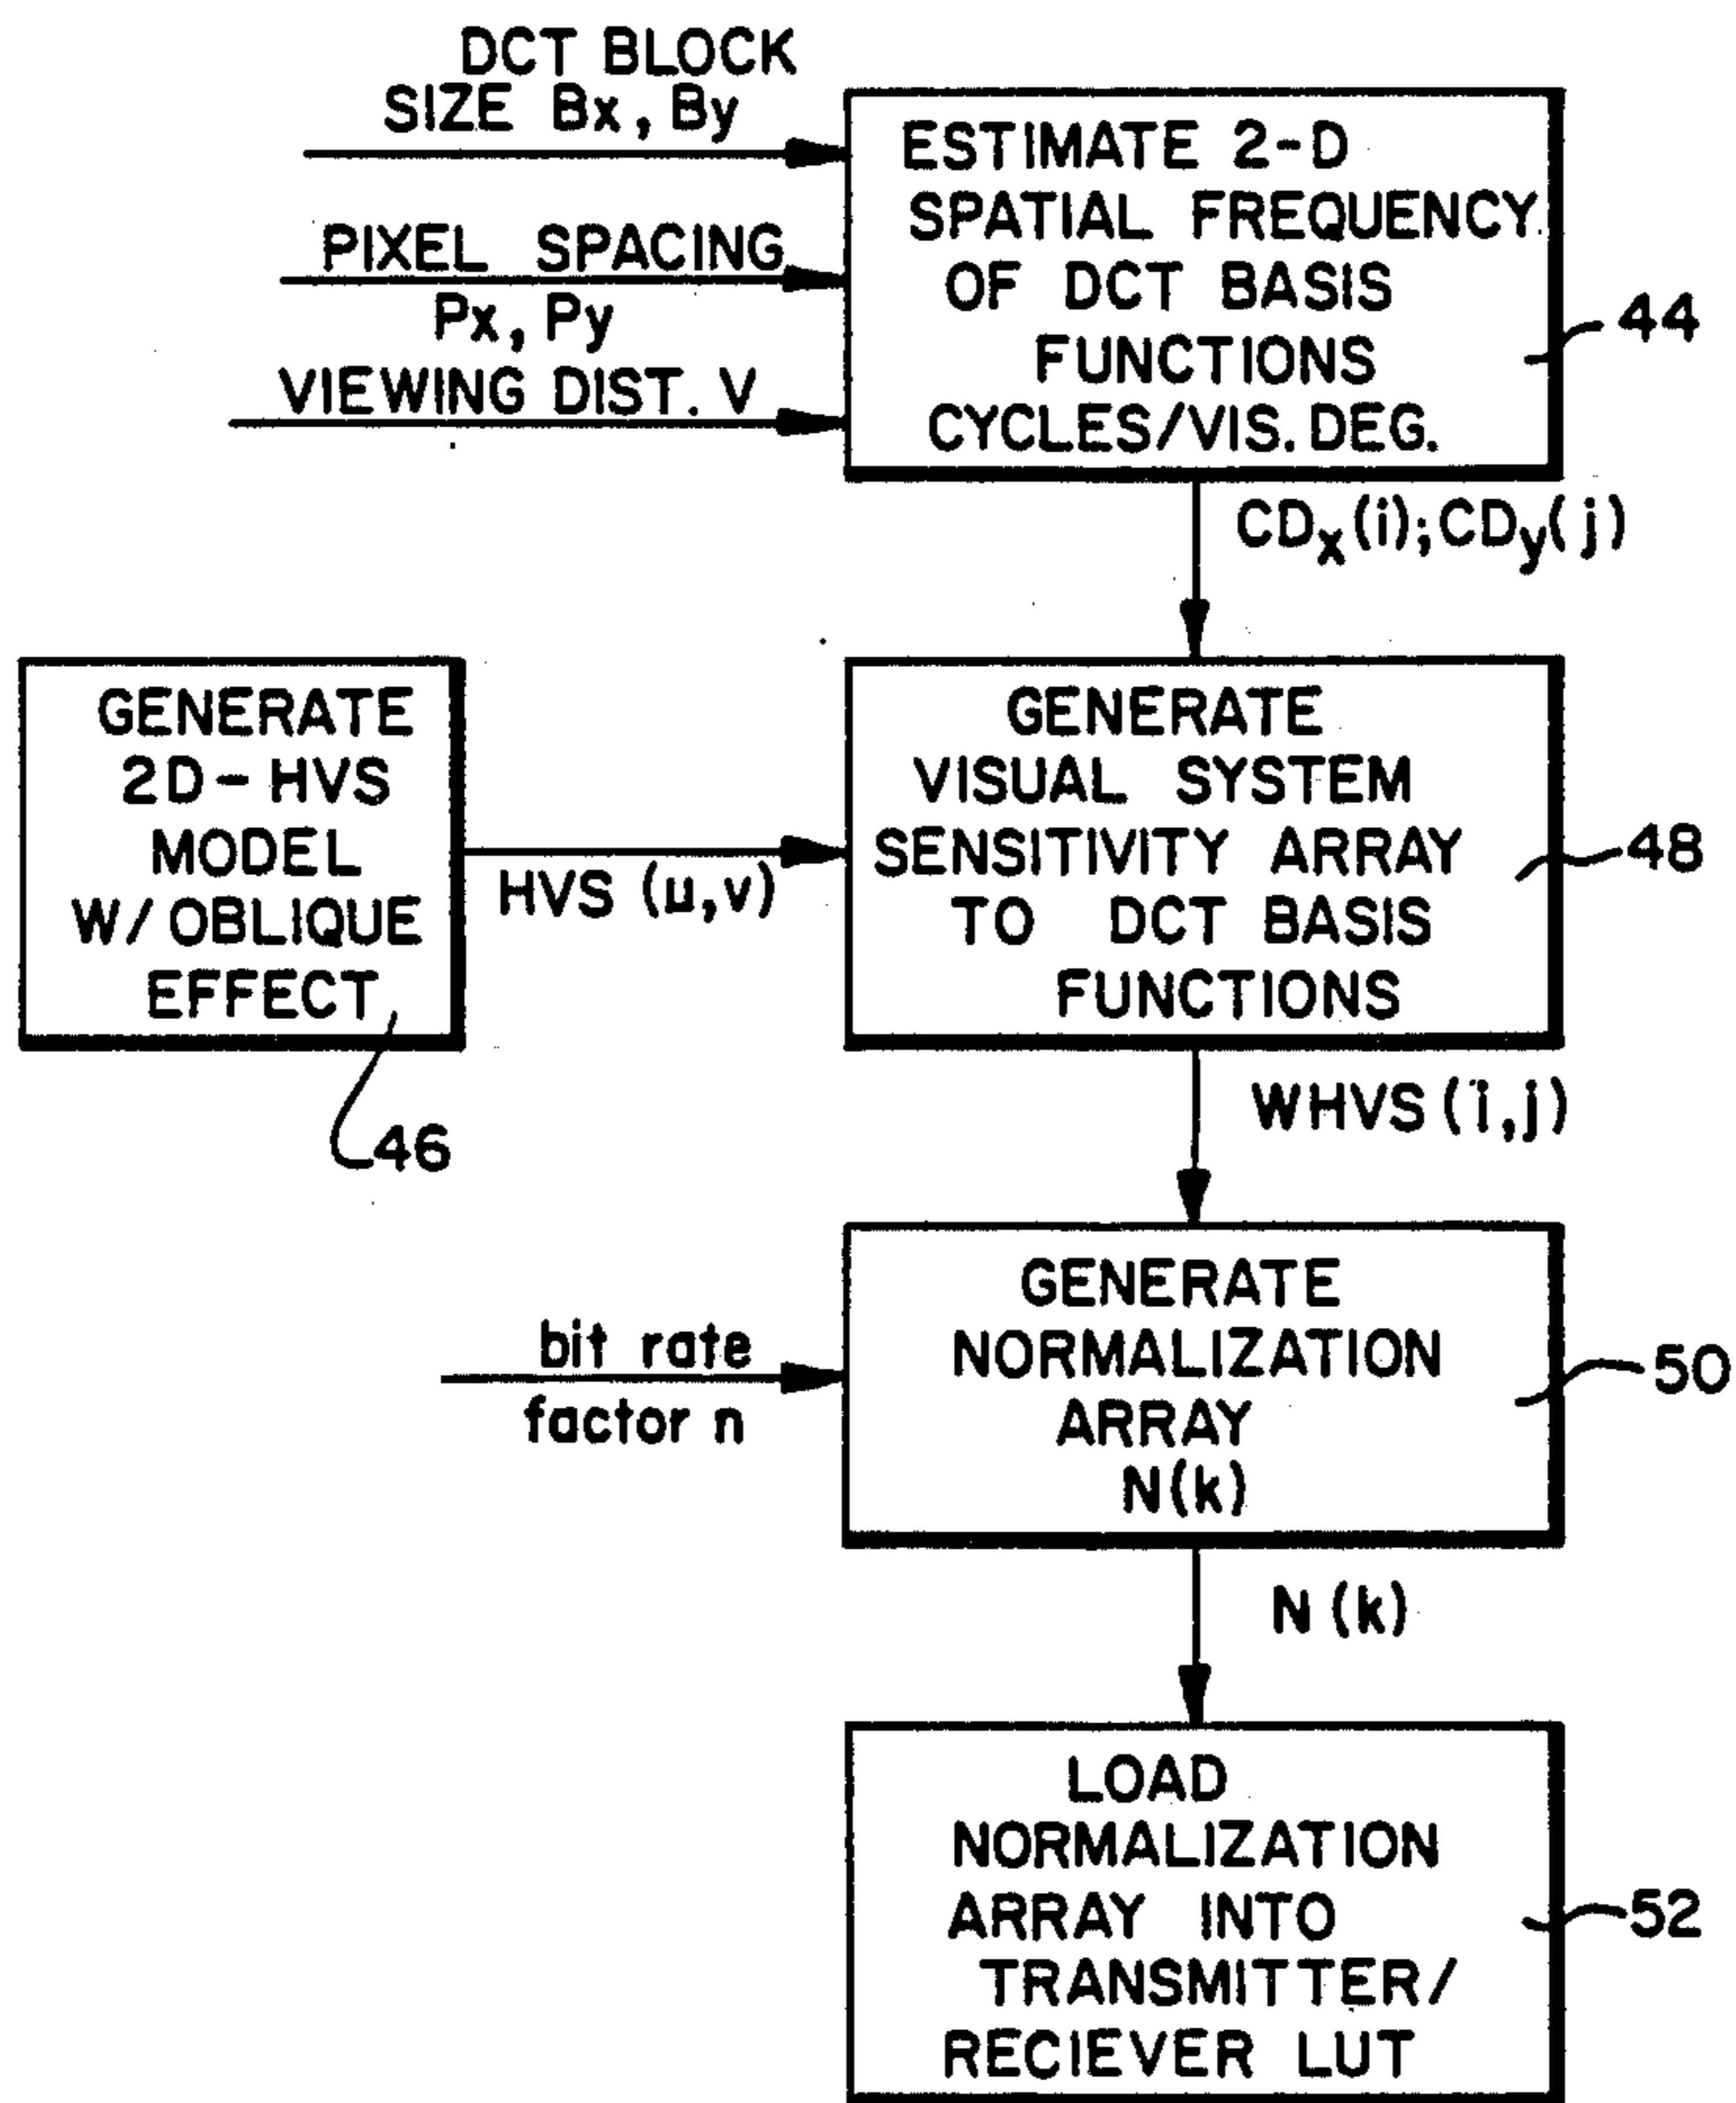 DCT BLOCK
SIZE Bx, By
PIXEL SPACING
Px, Py
VIEWING DIST. V
ESTIMATE 2-D
SPATIAL FREQUENCY
OF DCT BASIS
FUNCTIONS
CYCLES/VIS. DEG.
44
CDx(i);CDy(j)
GENERATE
2D-HVS
MODEL
W/OBLIQUE
EFFECT
46
HVS (u,v)
GENERATE
VISUAL SYSTEM
SENSITIVITY ARRAY
TO DCT BASIS
FUNCTIONS
48
WHVS(i,j)
bit rate
factor n
GENERATE
NORMALIZATION
ARRAY
N(k)
50
N(k)
LOAD
NORMALIZATION
ARRAY INTO
TRANSMITTER/
RECIEVER LUT
52